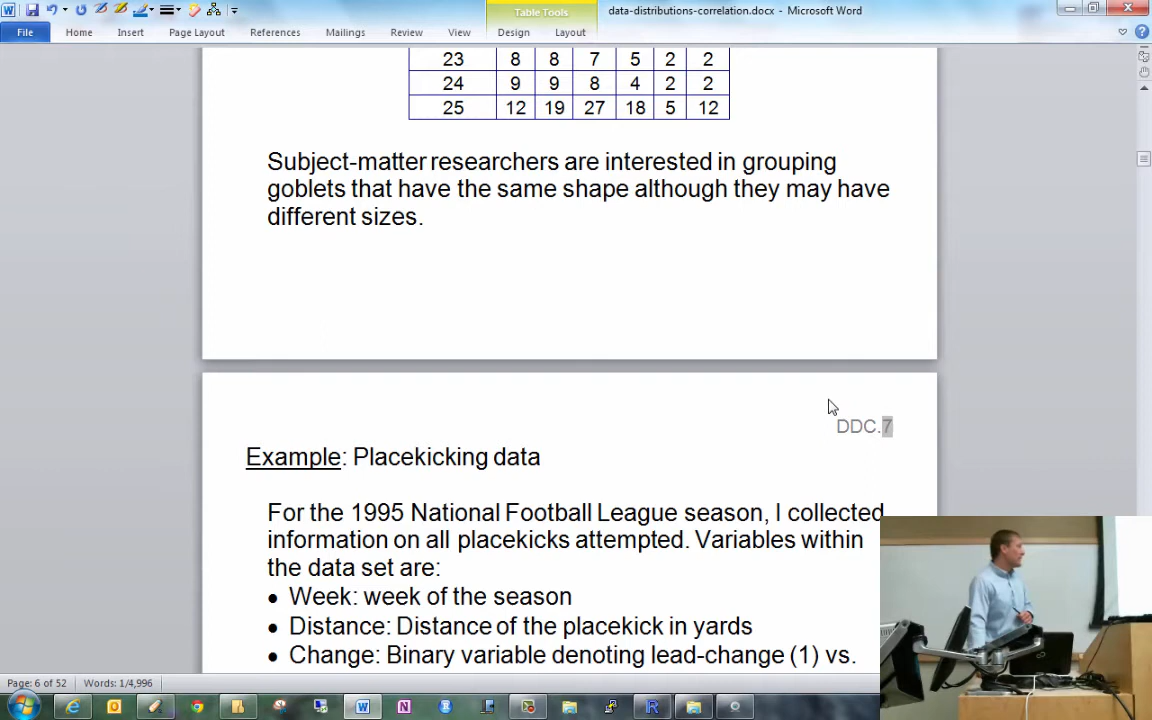 Table Tools
data-distributions-correlation.docx - Microsoft Word
File Home Insert Page Layout References Mailings Review View Design Layout
23 8 8 7 5 2 2
24 9 9 8 4 2 2
25 12 19 27 18 5 12
Subject-matter researchers are interested in grouping
goblets that have the same shape although they may have
different sizes.
DDC.7
Example: Placekicking data
For the 1995 National Football League season, I collected
information on all placekicks attempted. Variables within
the data set are:
• Week: week of the season
• Distance: Distance of the placekick in yards
• Change: Binary variable denoting lead-change (1) vs.
Page: 6 of 52 Words: 1/4,996